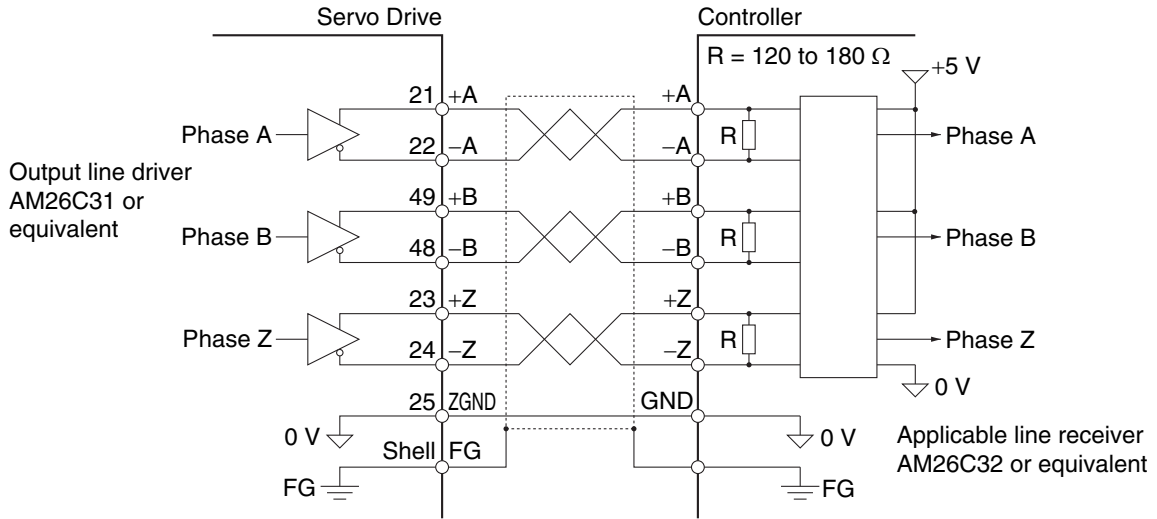 Servo Drive
Controller
R = 120 to 180 Ω
+5 V
21 +A
+A
Phase A
R
Phase A
22 −A
−A
Output line driver
AM26C31 or
equivalent
49 +B
+B
Phase B
R
Phase B
48 −B
−B
23 +Z
+Z
Phase Z
R
Phase Z
24 −Z
−Z
0 V
25 ZGND
GND
0 V
0 V
Applicable line receiver
AM26C32 or equivalent
Shell FG
FG
FG